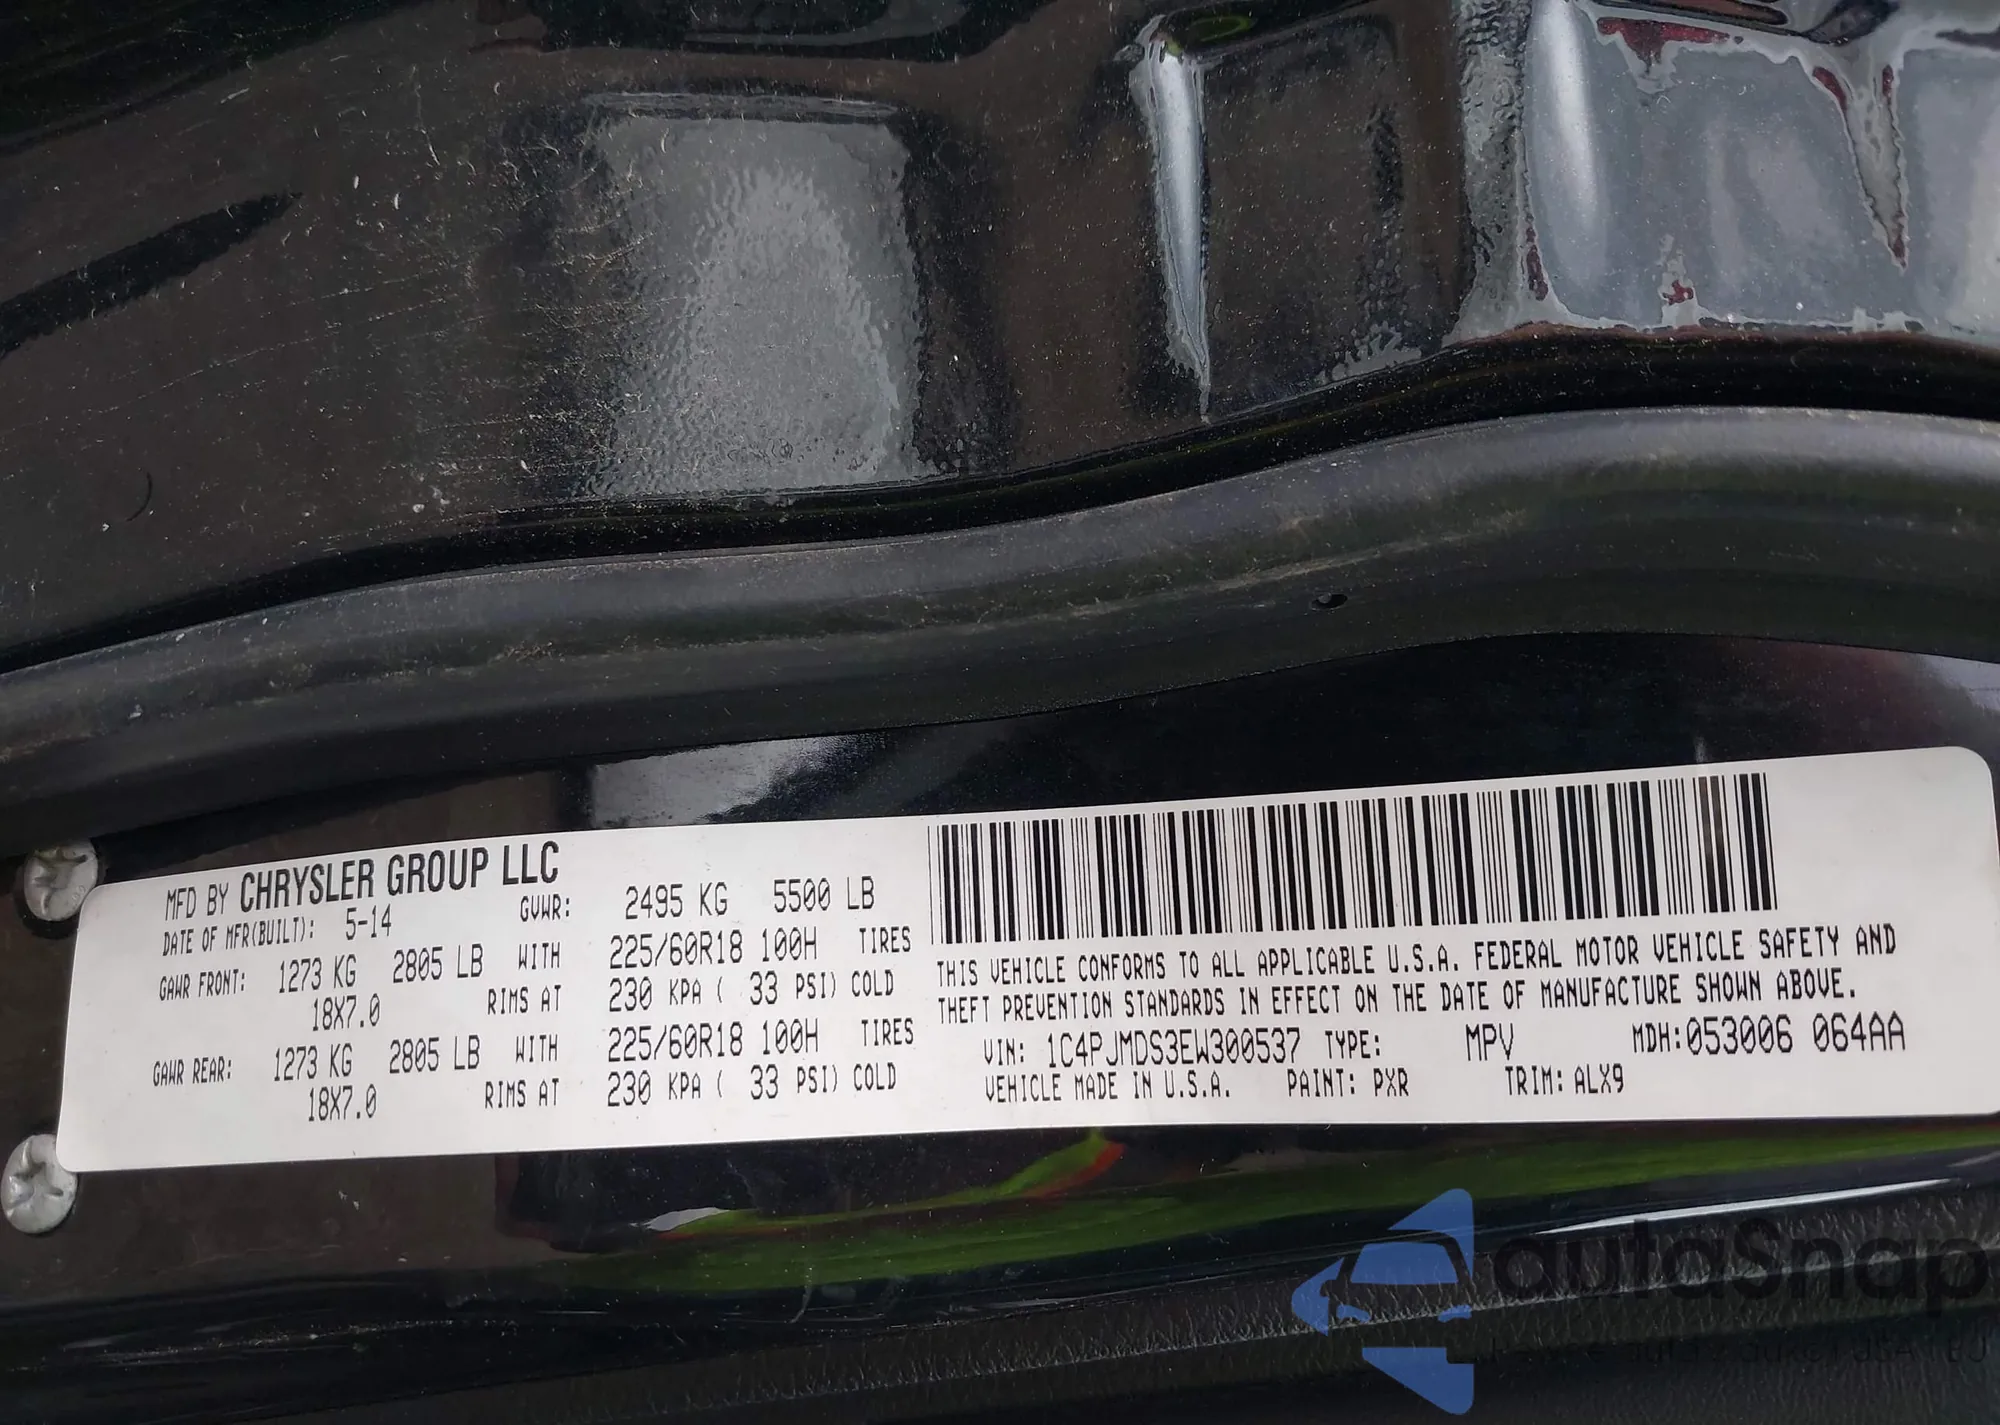 MFD BY CHRYSLER GROUP LLC
DATE OF MFR(BUILT): 5-14 GVWR: 2495 KG 5500 LB
GAWR FRONT: 1273 KG 2805 LB WITH 225/60R18 100H TIRES
18X7.0 RIMS AT 230 KPA ( 33 PSI) COLD
GAWR REAR: 1273 KG 2805 LB WITH 225/60R18 100H TIRES
18X7.0 RIMS AT 230 KPA ( 33 PSI) COLD
THIS VEHICLE CONFORMS TO ALL APPLICABLE U.S.A. FEDERAL MOTOR VEHICLE SAFETY AND
THEFT PREVENTION STANDARDS IN EFFECT ON THE DATE OF MANUFACTURE SHOWN ABOVE.
VIN: 1C4PJMDS3EW300537 TYPE: MPV MDH:053006 064AA
VEHICLE MADE IN U.S.A. PAINT: PXR TRIM: ALX9
autaSnap